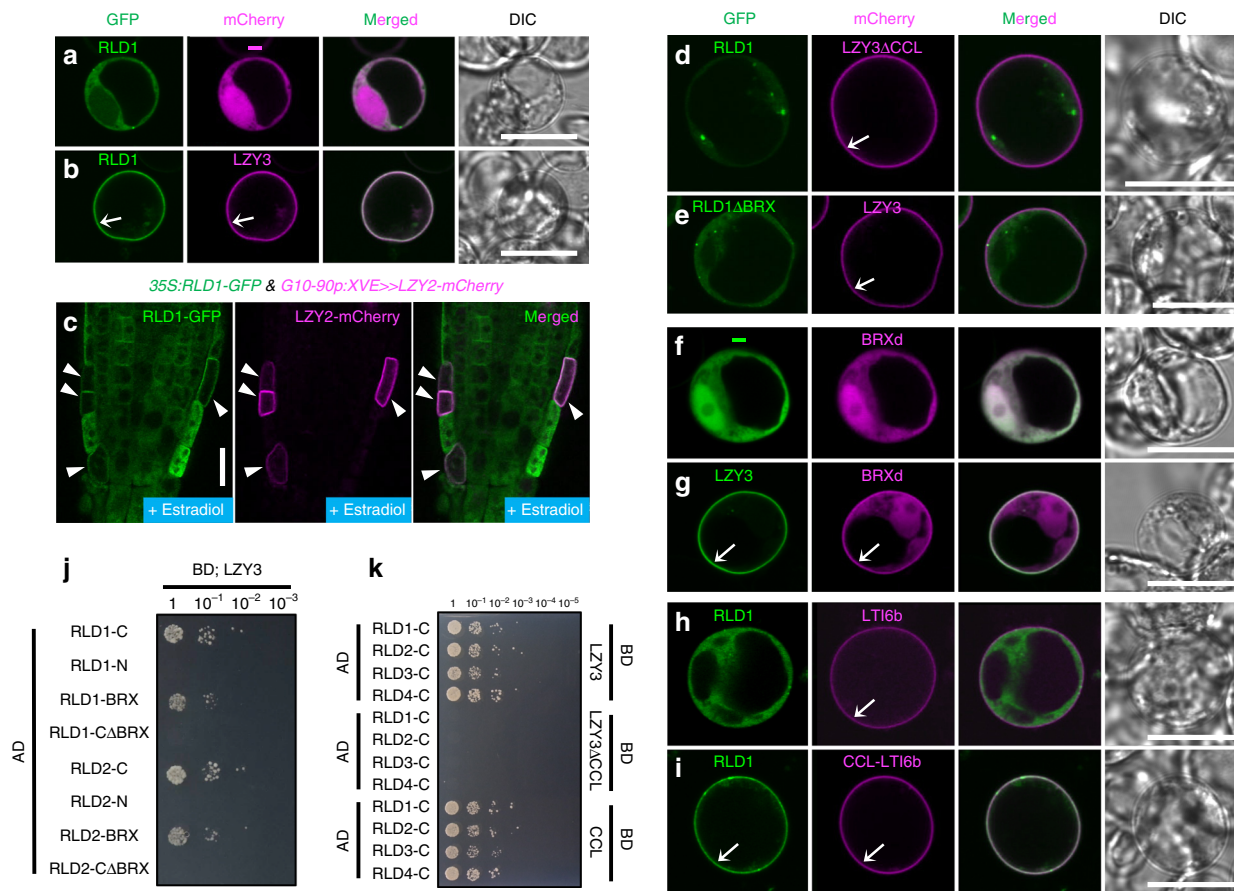 GFP mCherry Merged DIC
a RLD1 –
b RLD1 LZY3
35S:RLD1-GFP & G10-90p:XVE>>LZY2-mCherry
c RLD1-GFP LZY2-mCherry Merged
+ Estradiol + Estradiol + Estradiol
GFP mCherry Merged DIC
d RLD1 LZY3ΔCCL
e RLD1ΔBRX LZY3
f – BRXd
g LZY3 BRXd
h RLD1 LTI6b
i RLD1 CCL-LTI6b
j
BD; LZY3
1 10⁻¹ 10⁻² 10⁻³
AD
RLD1-C
RLD1-N
RLD1-BRX
RLD1-CΔBRX
RLD2-C
RLD2-N
RLD2-BRX
RLD2-CΔBRX
k
1 10⁻¹ 10⁻² 10⁻³ 10⁻⁴ 10⁻⁵
AD
RLD1-C
RLD2-C
RLD3-C
RLD4-C
LZY3
BD
AD
RLD1-C
RLD2-C
RLD3-C
RLD4-C
LZY3ΔCCL
BD
AD
RLD1-C
RLD2-C
RLD3-C
RLD4-C
CCL
BD